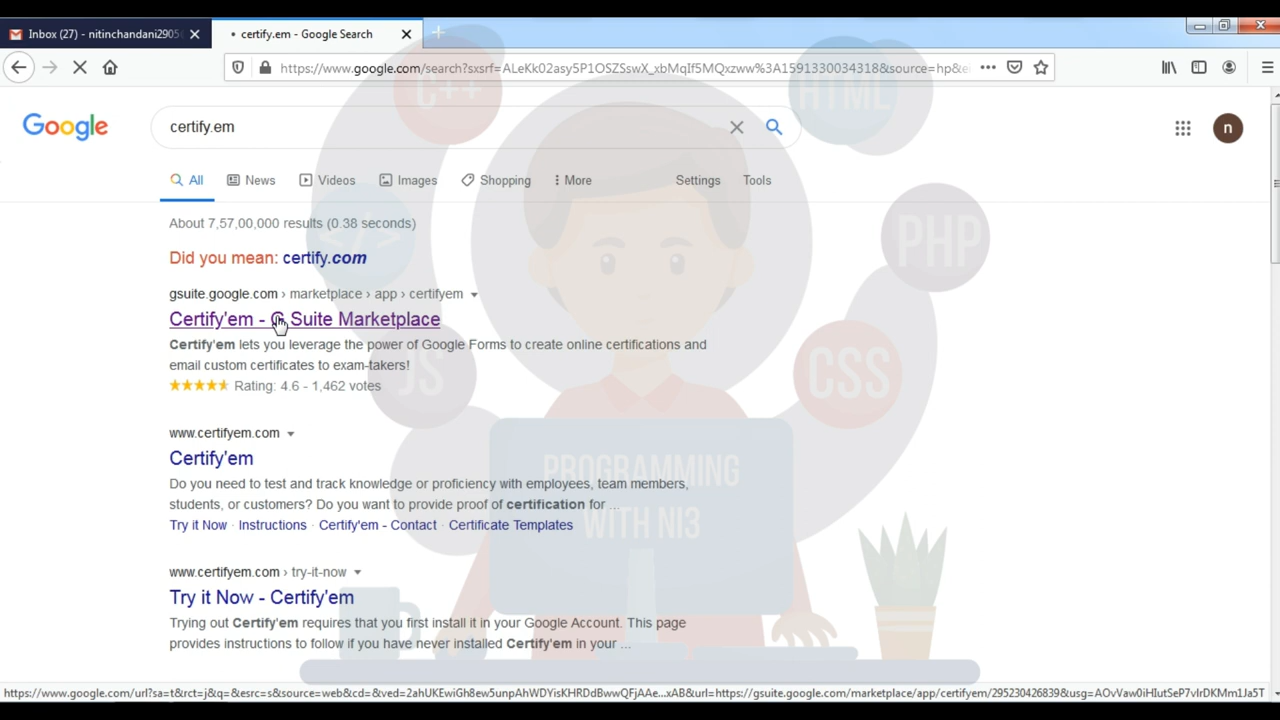 Inbox (27) - nitinchandani2905
certify.em - Google Search
https://www.google.com/search?sxsrf=ALeKk02asy5P1OSZSswX_xbMqIf5MQxzww%3A1591330034318&source=hp&
Google
certify.em
n
All
News
Videos
Images
Shopping
More
Settings
Tools
About 7,57,00,000 results (0.38 seconds)
Did you mean: certify.com
gsuite.google.com › marketplace › app › certifyem
Certify'em - G Suite Marketplace
Certify'em lets you leverage the power of Google Forms to create online certifications and
email custom certificates to exam-takers!
Rating: 4.6 - 1,462 votes
www.certifyem.com
Certify'em
Do you need to test and track knowledge or proficiency with employees, team members,
students, or customers? Do you want to provide proof of certification for ...
Try it Now · Instructions · Certify'em - Contact · Certificate Templates
www.certifyem.com › try-it-now
Try it Now - Certify'em
Trying out Certify'em requires that you first install it in your Google Account. This page
provides instructions to follow if you have never installed Certify'em in your ...
C++
HTML
</>
PHP
JS
CSS
PROGRAMMING
WITH NI3